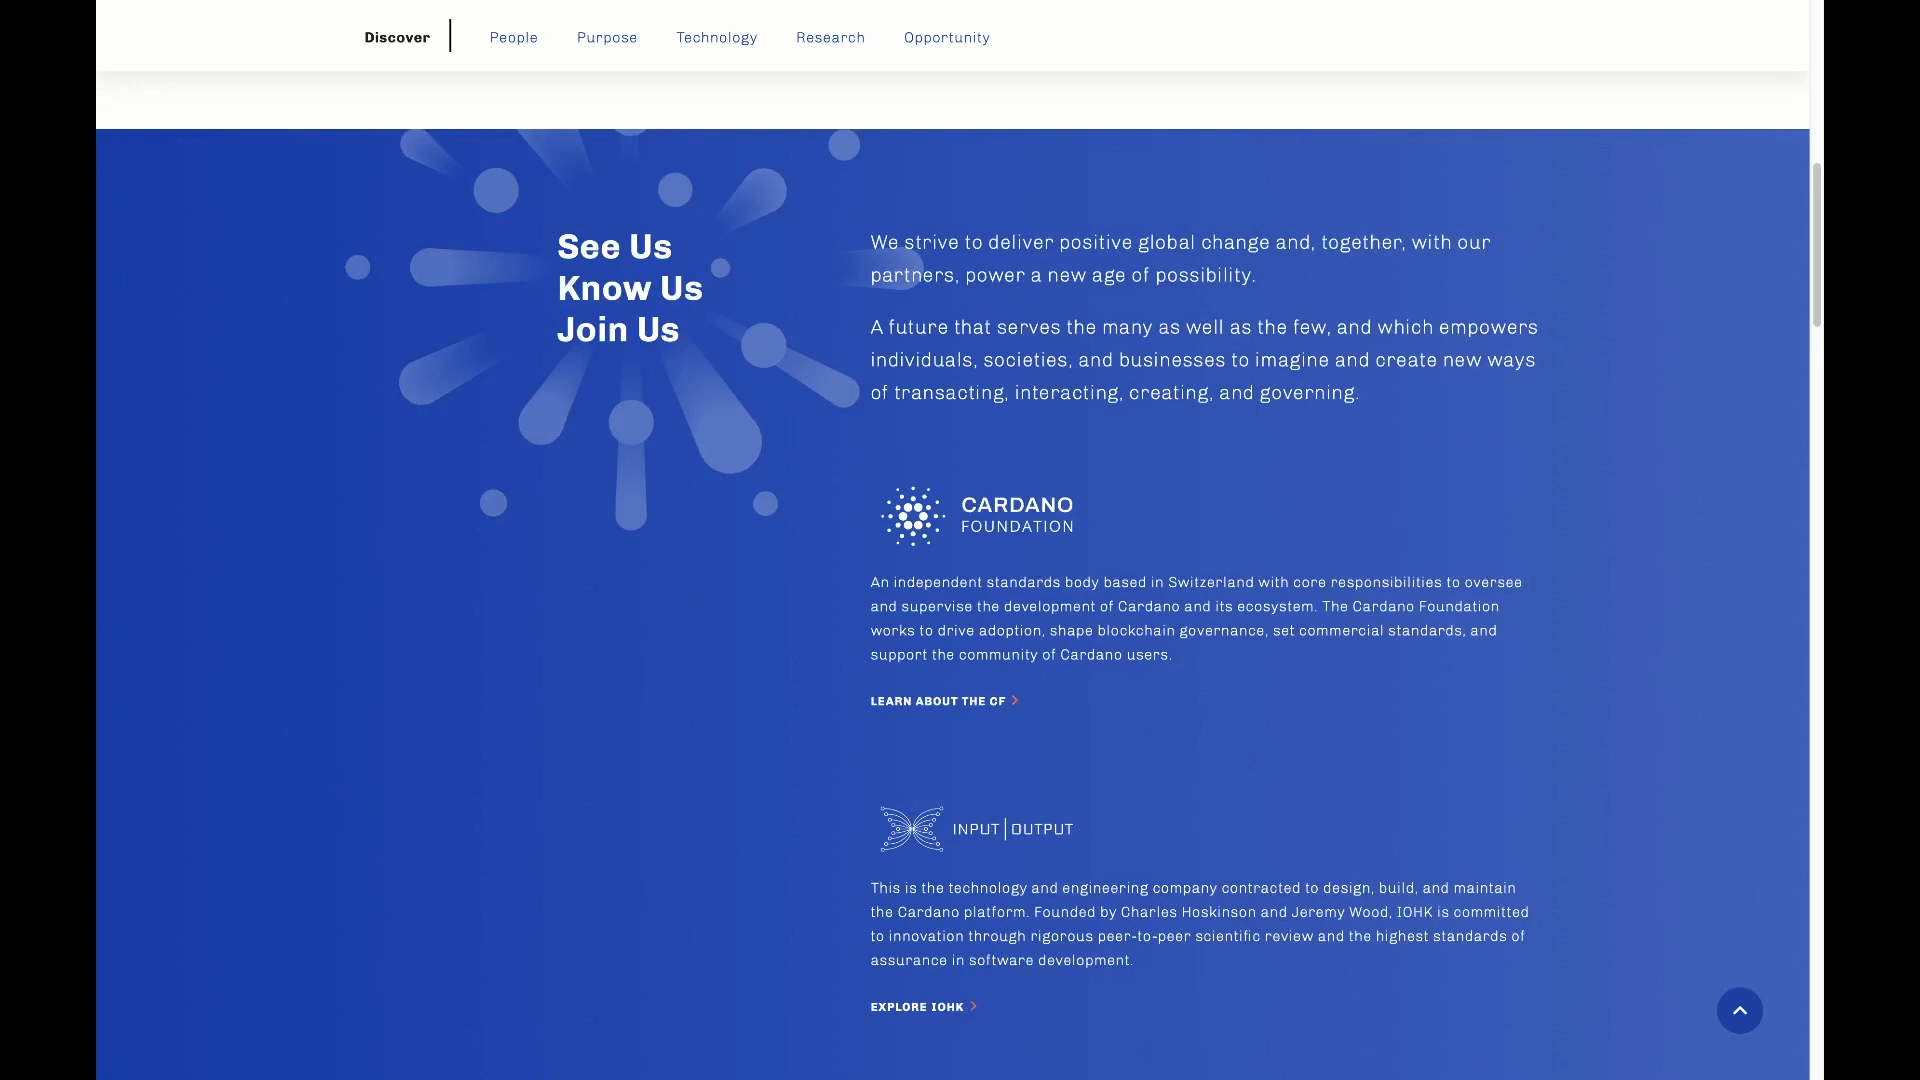 Discover
People
Purpose
Technology
Research
Opportunity
See Us
Know Us
Join Us
We strive to deliver positive global change and, together, with our
partners, power a new age of possibility.
A future that serves the many as well as the few, and which empowers
individuals, societies, and businesses to imagine and create new ways
of transacting, interacting, creating, and governing.
CARDANO
FOUNDATION
An independent standards body based in Switzerland with core responsibilities to oversee
and supervise the development of Cardano and its ecosystem. The Cardano Foundation
works to drive adoption, shape blockchain governance, set commercial standards, and
support the community of Cardano users.
LEARN ABOUT THE CF
INPUT | OUTPUT
This is the technology and engineering company contracted to design, build, and maintain
the Cardano platform. Founded by Charles Hoskinson and Jeremy Wood, IOHK is committed
to innovation through rigorous peer-to-peer scientific review and the highest standards of
assurance in software development.
EXPLORE IOHK